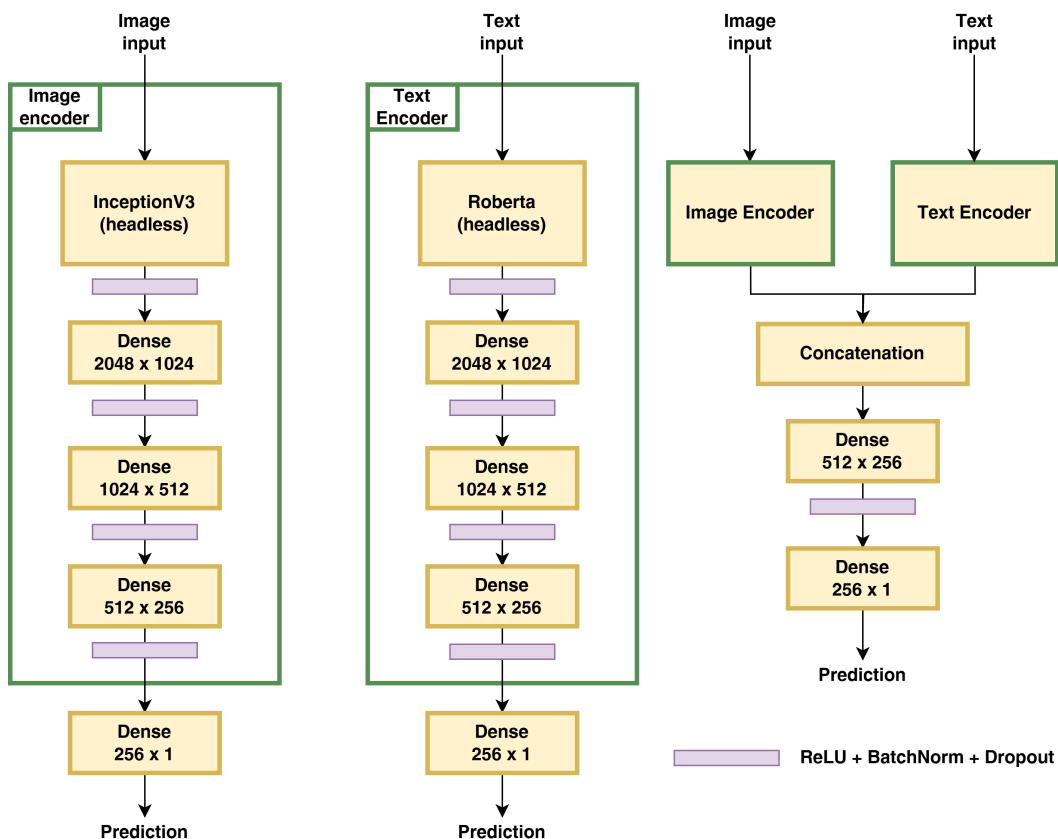 Image
input
Image
encoder
InceptionV3
(headless)
Dense
2048 x 1024
Dense
1024 x 512
Dense
512 x 256
Dense
256 x 1
Prediction
Text
input
Text
Encoder
Roberta
(headless)
Dense
2048 x 1024
Dense
1024 x 512
Dense
512 x 256
Dense
256 x 1
Prediction
Image
input
Text
input
Image Encoder
Text Encoder
Concatenation
Dense
512 x 256
Dense
256 x 1
Prediction
ReLU + BatchNorm + Dropout